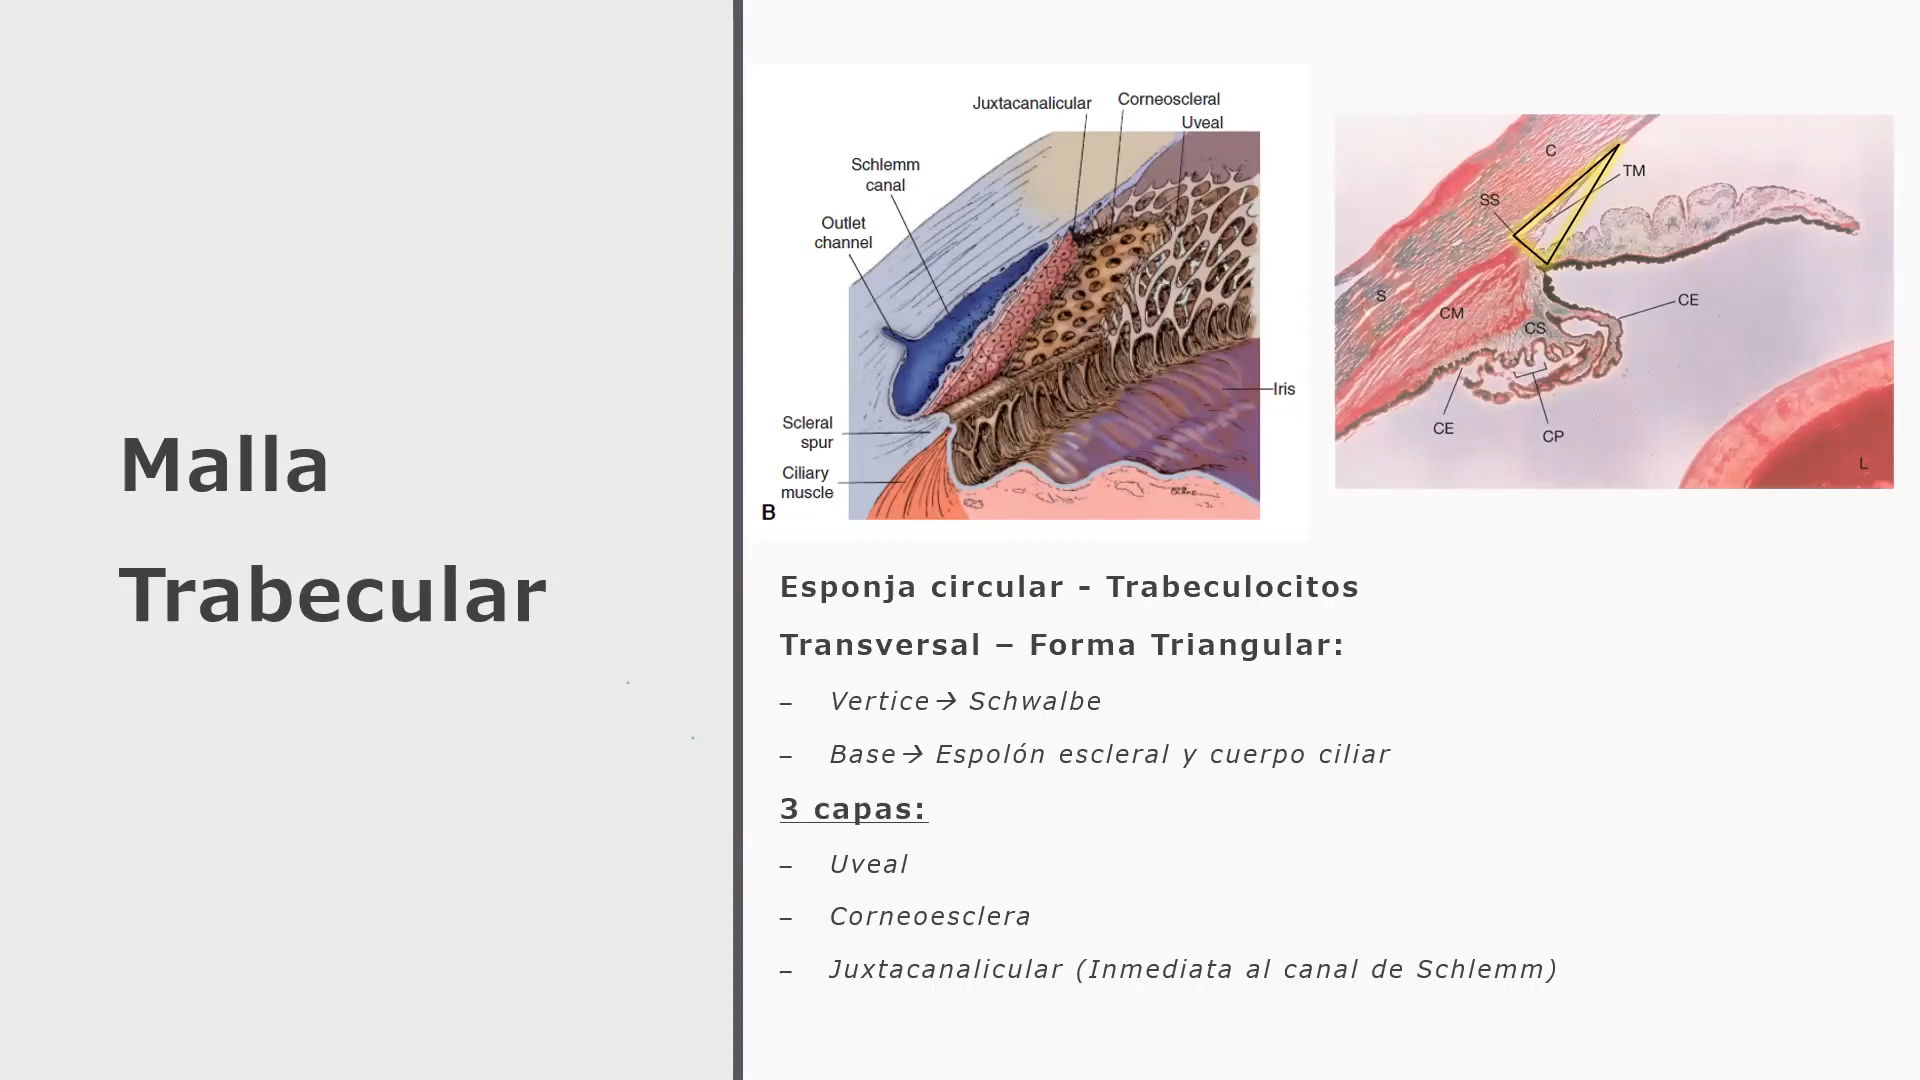 Malla
Trabecular
Juxtacanalicular
Corneoscleral
Uveal
Schlemm
canal
Outlet
channel
Scleral
spur
Ciliary
muscle
Iris
B
C
TM
SS
S
CM
CS
CE
CE
CP
L
Esponja circular - Trabeculocitos
Transversal – Forma Triangular:
– Vertice→ Schwalbe
– Base→ Espolón escleral y cuerpo ciliar
3 capas:
– Uveal
– Corneoesclera
– Juxtacanalicular (Inmediata al canal de Schlemm)